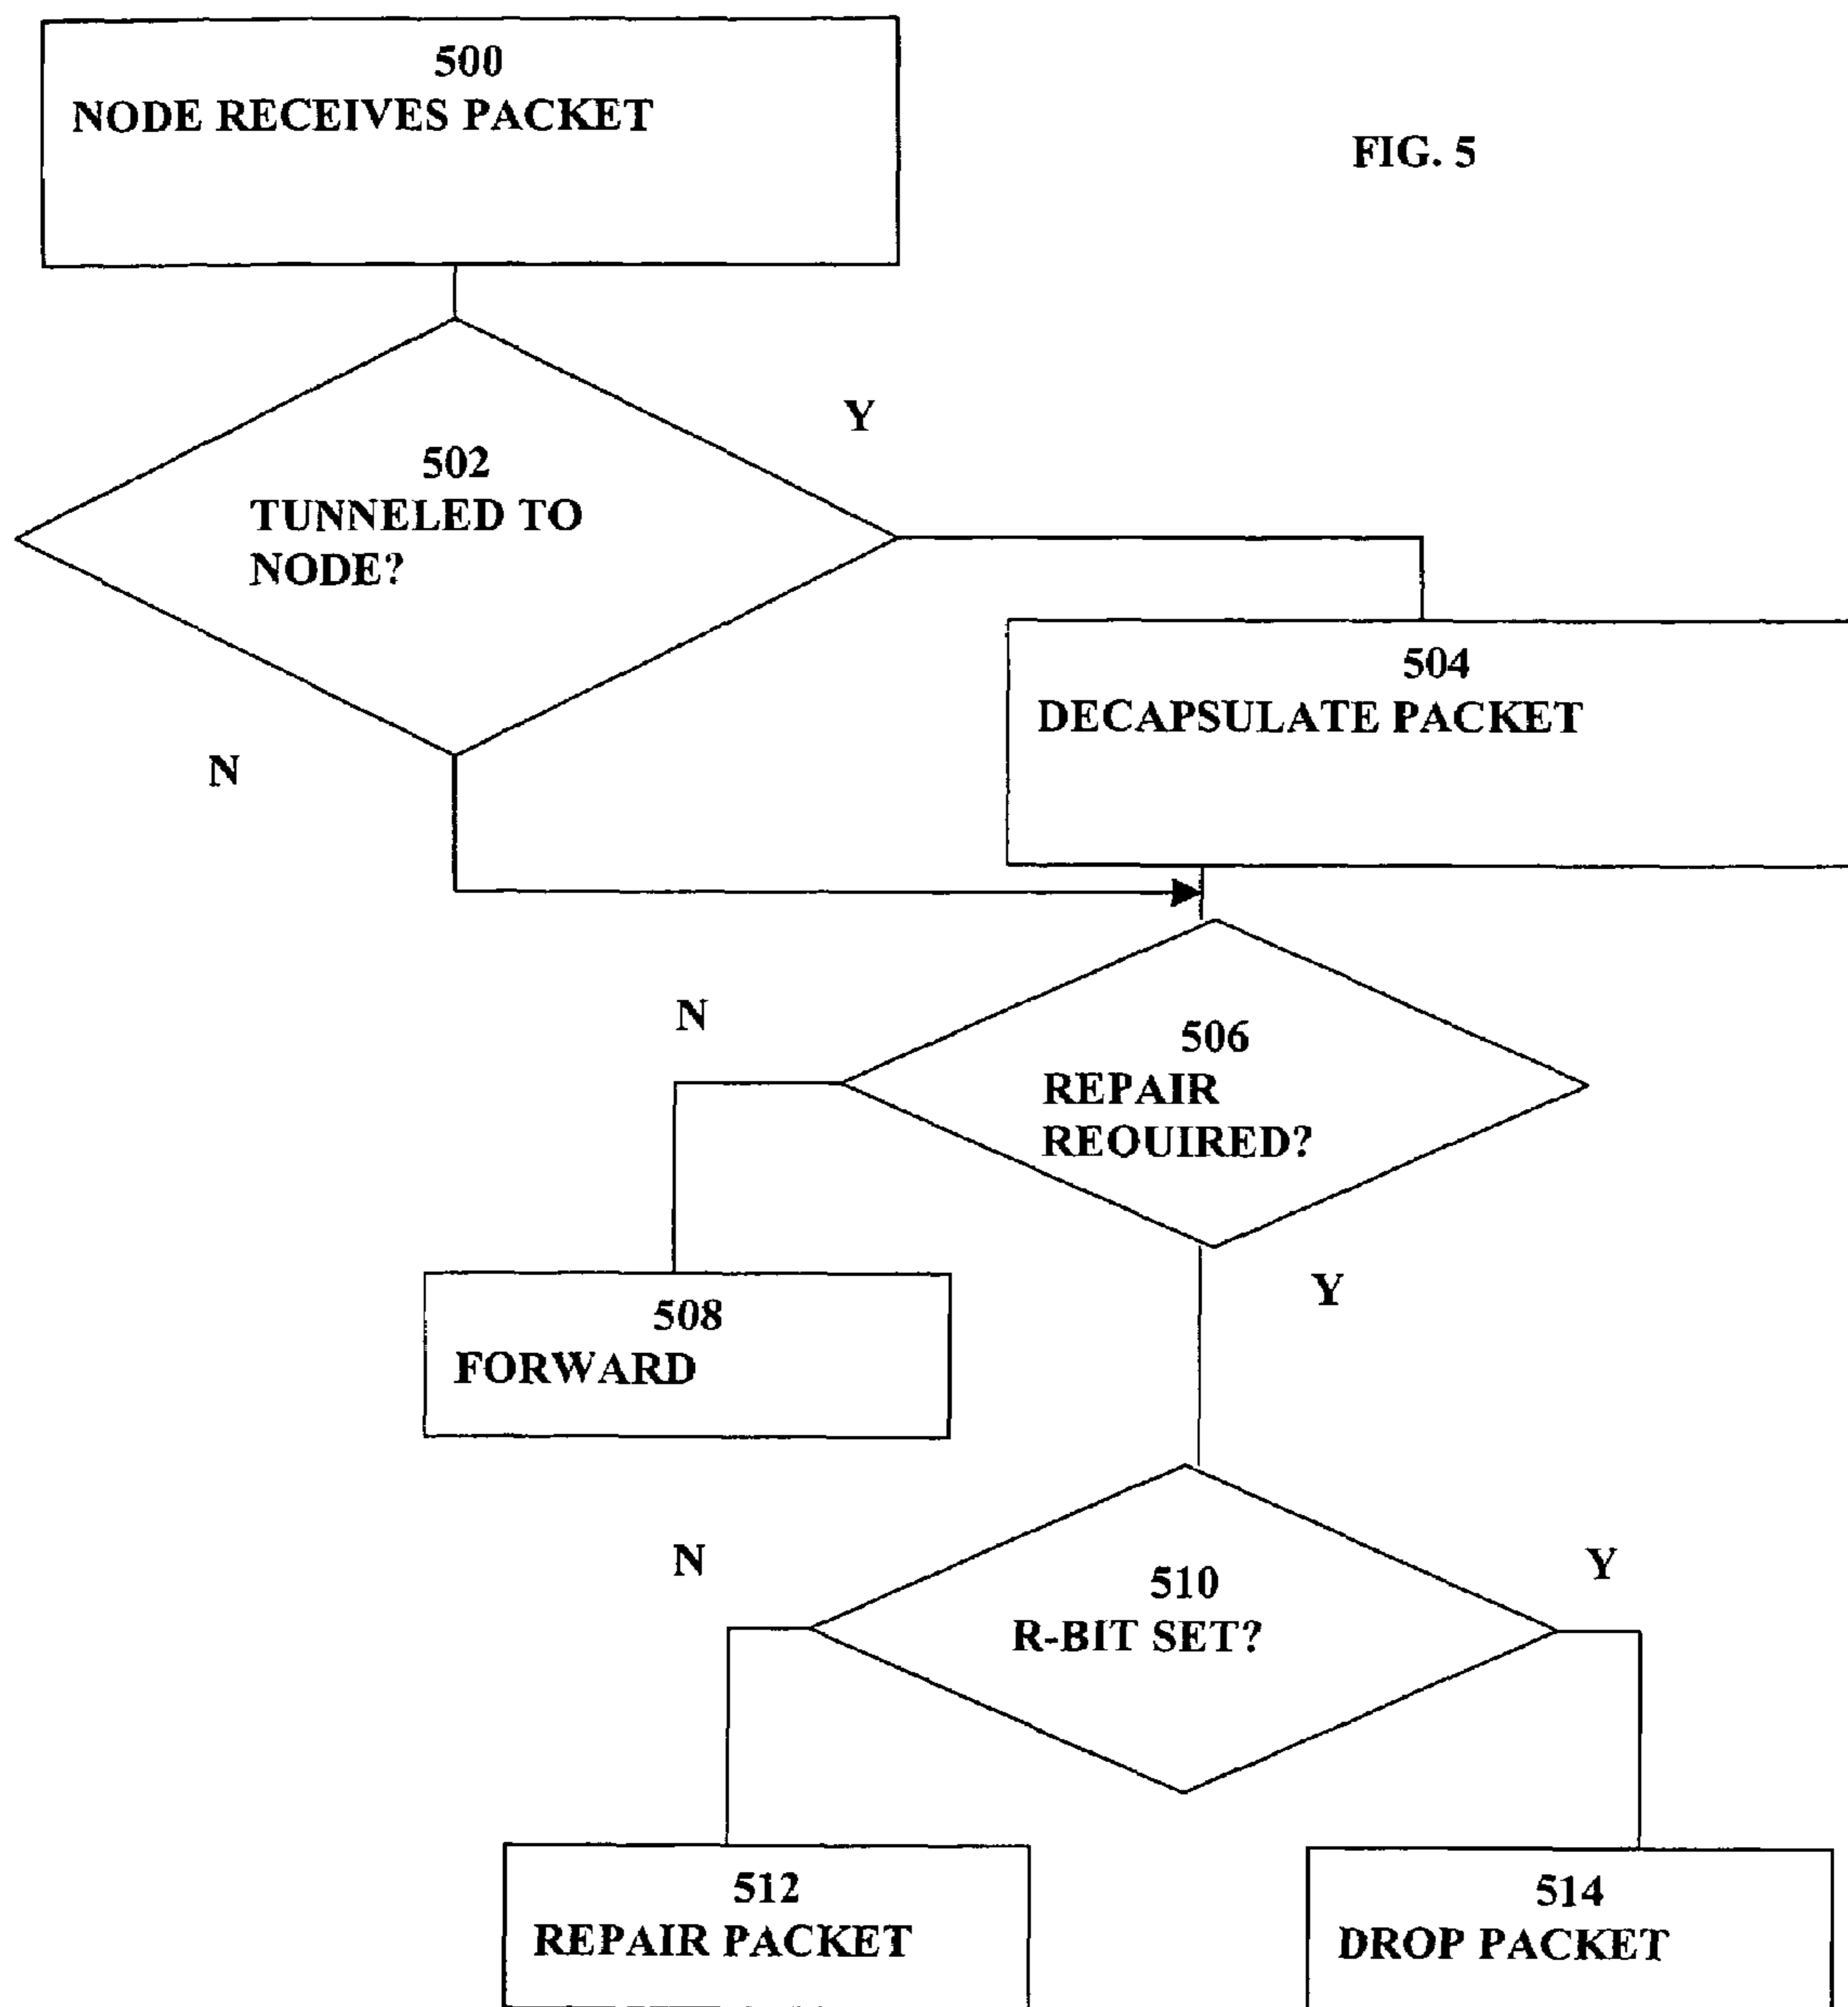 500
NODE RECEIVES PACKET
FIG. 5
Y
502
TUNNELED TO
NODE?
504
DECAPSULATE PACKET
N
N
506
REPAIR
REQUIRED?
Y
508
FORWARD
N
510
R-BIT SET?
Y
512
REPAIR PACKET
514
DROP PACKET